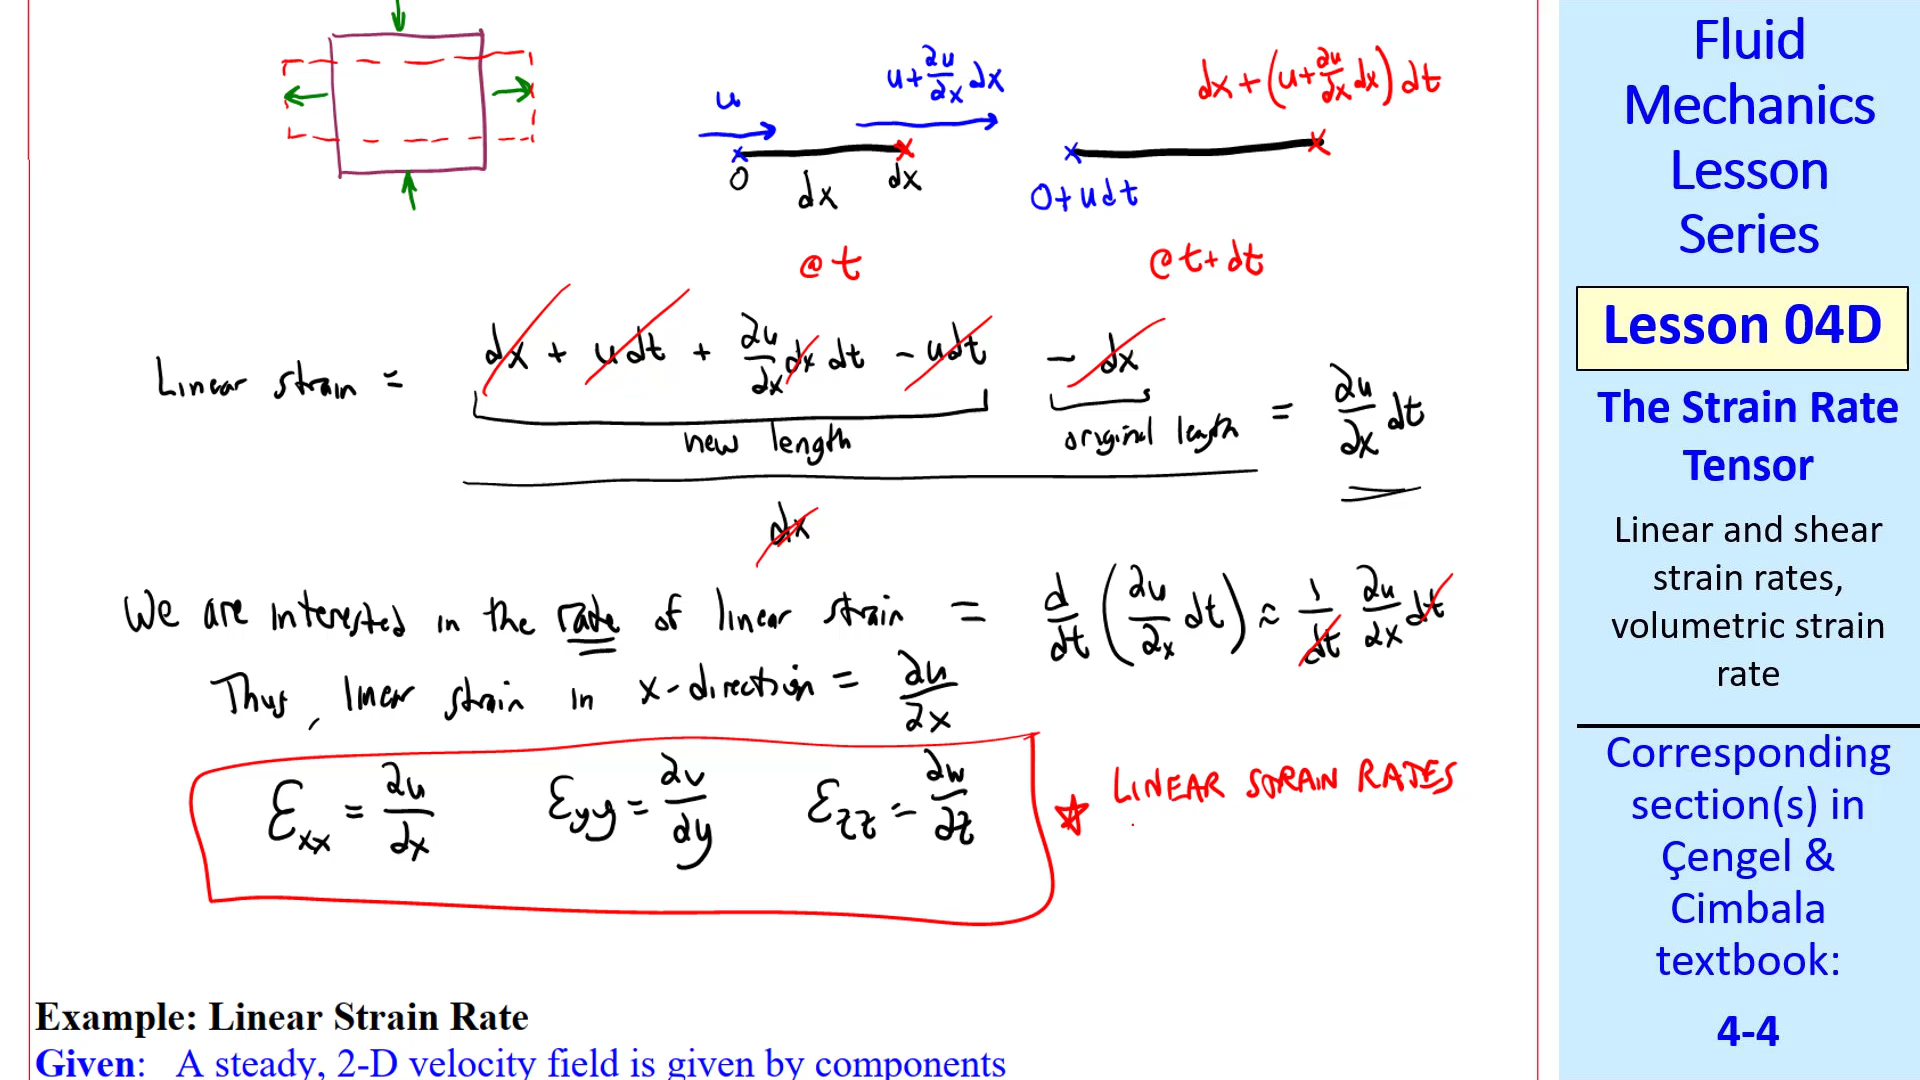 u
u+∂u/∂x dx
dx+(u+∂u/∂x dx)dt
0
dx
dx
0+udt
@ t
@ t+dt
Linear strain = (dx + udt + ∂u/∂x dx dt - udt - dx) / dx = ∂u/∂x dt
new length
original length
We are interested in the rate of linear strain = d/dt (∂u/∂x dt) ≈ 1/dt ∂u/∂x dt
Thus, linear strain in x-direction = ∂u/∂x
Ɛxx = ∂u/∂x Ɛyy = ∂v/∂y Ɛzz = ∂w/∂z
★ LINEAR STRAIN RATES
Example: Linear Strain Rate
Given: A steady, 2-D velocity field is given by components
Fluid
Mechanics
Lesson
Series
Lesson 04D
The Strain Rate
Tensor
Linear and shear
strain rates,
volumetric strain
rate
Corresponding
section(s) in
Çengel &
Cimbala
textbook:
4-4